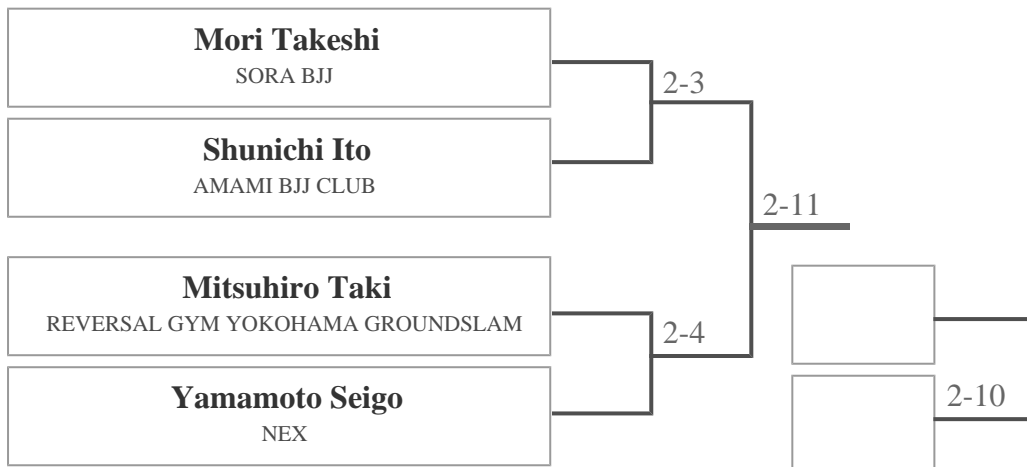 Mori Takeshi
SORA BJJ
2-3
Shunichi Ito
AMAMI BJJ CLUB
2-11
Mitsuhiro Taki
REVERSAL GYM YOKOHAMA GROUNDSLAM
2-4
Yamamoto Seigo
NEX
2-10